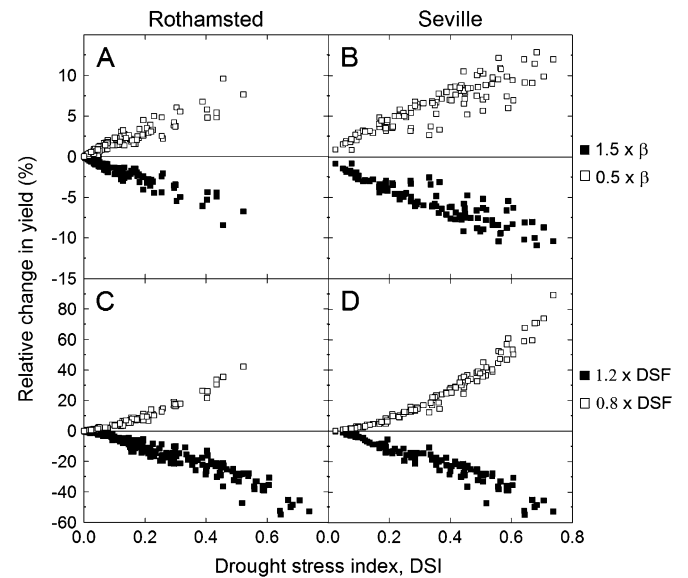 Rothamsted Seville
A B
10
5
0
-5
-10
-15
1.5 x β
0.5 x β
Relative change in yield (%)
C D
80
60
40
20
0
-20
-40
-60
1.2 x DSF
0.8 x DSF
0.0 0.2 0.4 0.6 0.0 0.2 0.4 0.6 0.8
Drought stress index, DSI